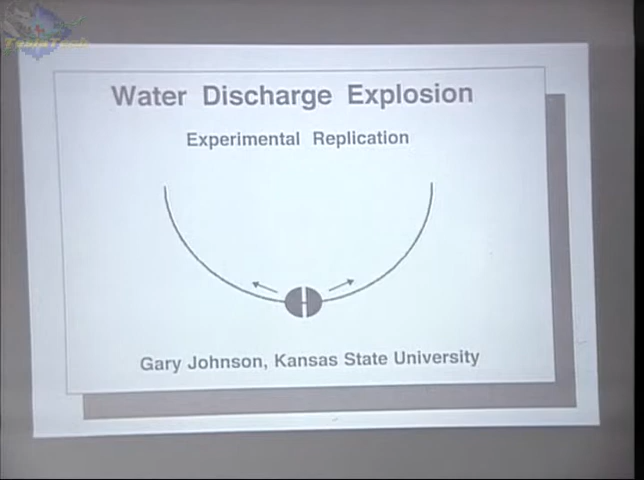 Water Discharge Explosion
Experimental Replication
Gary Johnson, Kansas State University